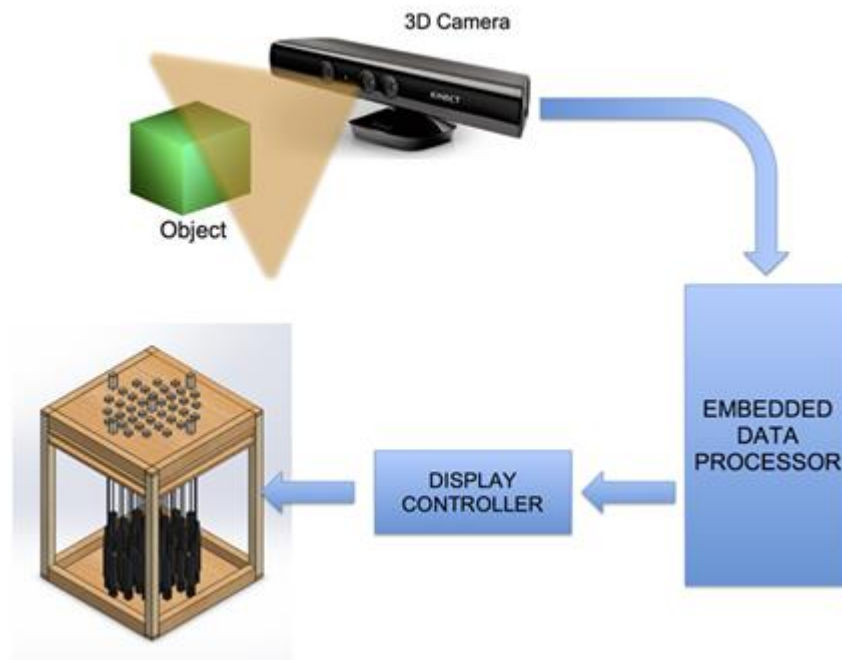 3D Camera
KINECT
Object
EMBEDDED
DATA
PROCESSOR
DISPLAY
CONTROLLER